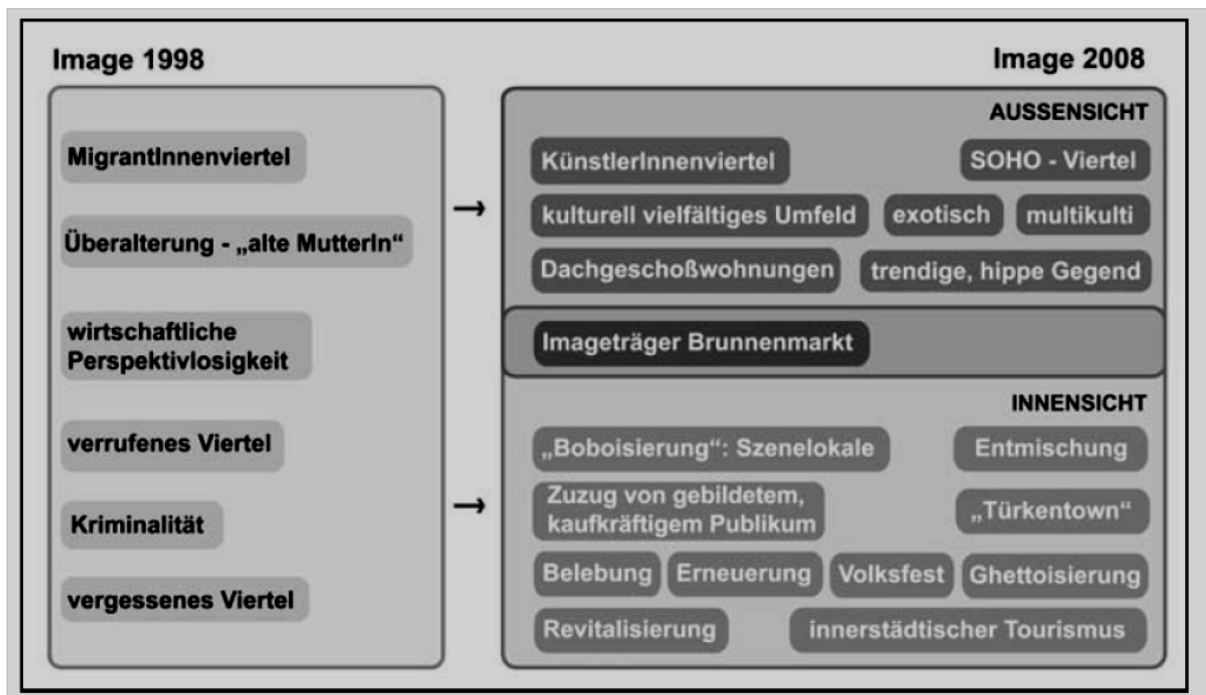 Image 1998
MigrantInnenviertel
Überalterung - „alte MutterIn“
wirtschaftliche
Perspektivlosigkeit
verrufenes Viertel
Kriminalität
vergessenes Viertel
→
→
Image 2008
AUSSENSICHT
KünstlerInnenviertel
SOHO - Viertel
kulturell vielfältiges Umfeld
exotisch
multikulti
Dachgeschoßwohnungen
trendige, hippe Gegend
Imageträger Brunnenmarkt
INNENSICHT
„Boboisierung“: Szenelokale
Entmischung
Zuzug von gebildetem,
kaufkräftigem Publikum
„Türkentown“
Belebung
Erneuerung
Volksfest
Ghettoisierung
Revitalisierung
innerstädtischer Tourismus